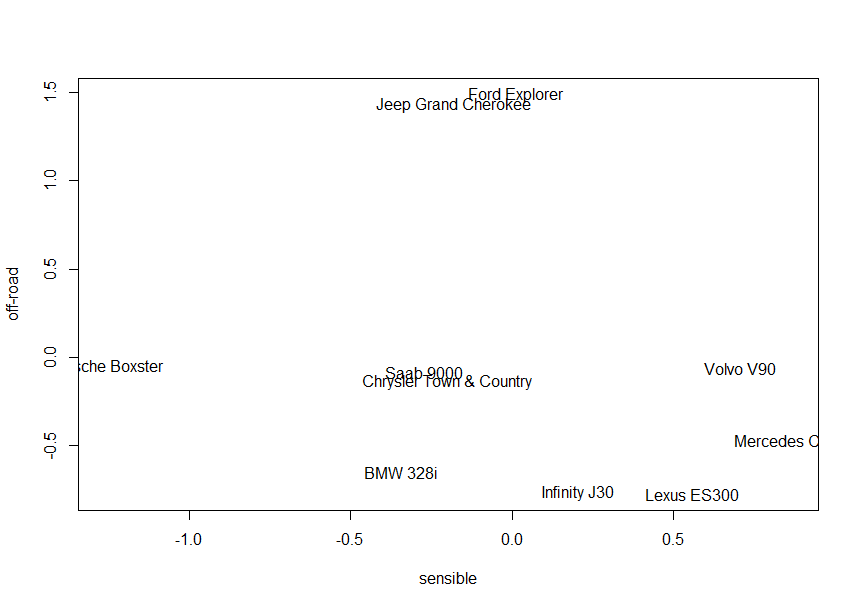 1.5
Ford Explorer
Jeep Grand Cherokee
1.0
0.5
off-road
0.0
sche Boxster
Saab-9000
Volvo V90
Chrysler Town & Country
-0.5
Mercedes C
BMW 328i
Infinity J30
Lexus ES300
-1.0
-0.5
0.0
0.5
sensible